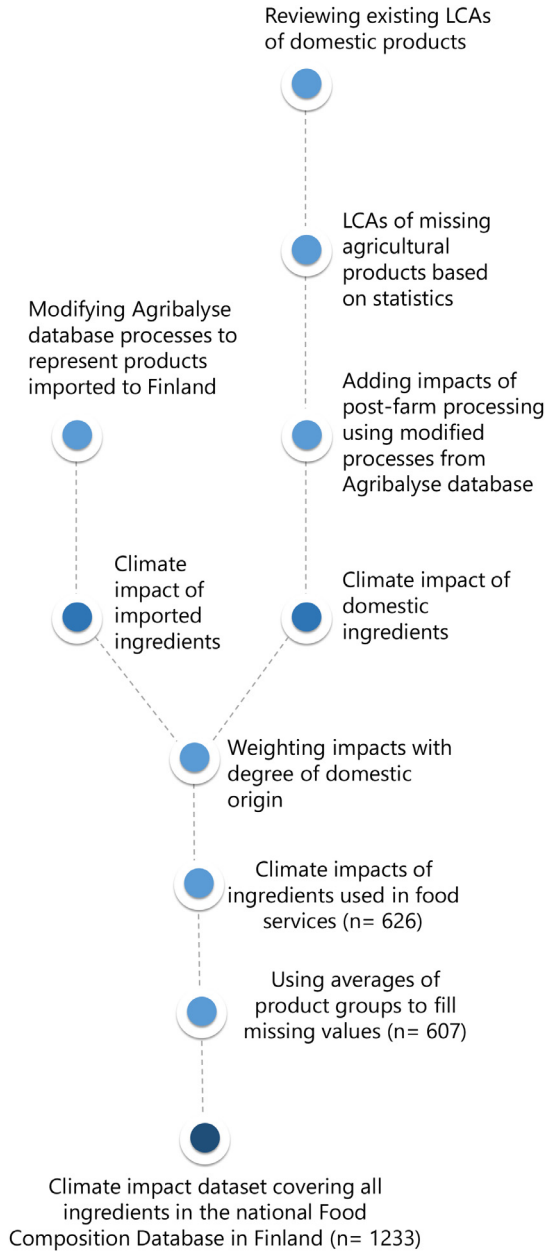 Reviewing existing LCAs
of domestic products
LCAs of missing
agricultural
products based
on statistics
Modifying Agribalyse
database processes to
represent products
imported to Finland
Adding impacts of
post-farm processing
using modified
processes from
Agribalyse database
Climate
impact of
imported
ingredients
Climate impact of
domestic
ingredients
Weighting impacts with
degree of domestic
origin
Climate impacts of
ingredients used in food
services (n= 626)
Using averages of
product groups to fill
missing values (n= 607)
Climate impact dataset covering all
ingredients in the national Food
Composition Database in Finland (n= 1233)